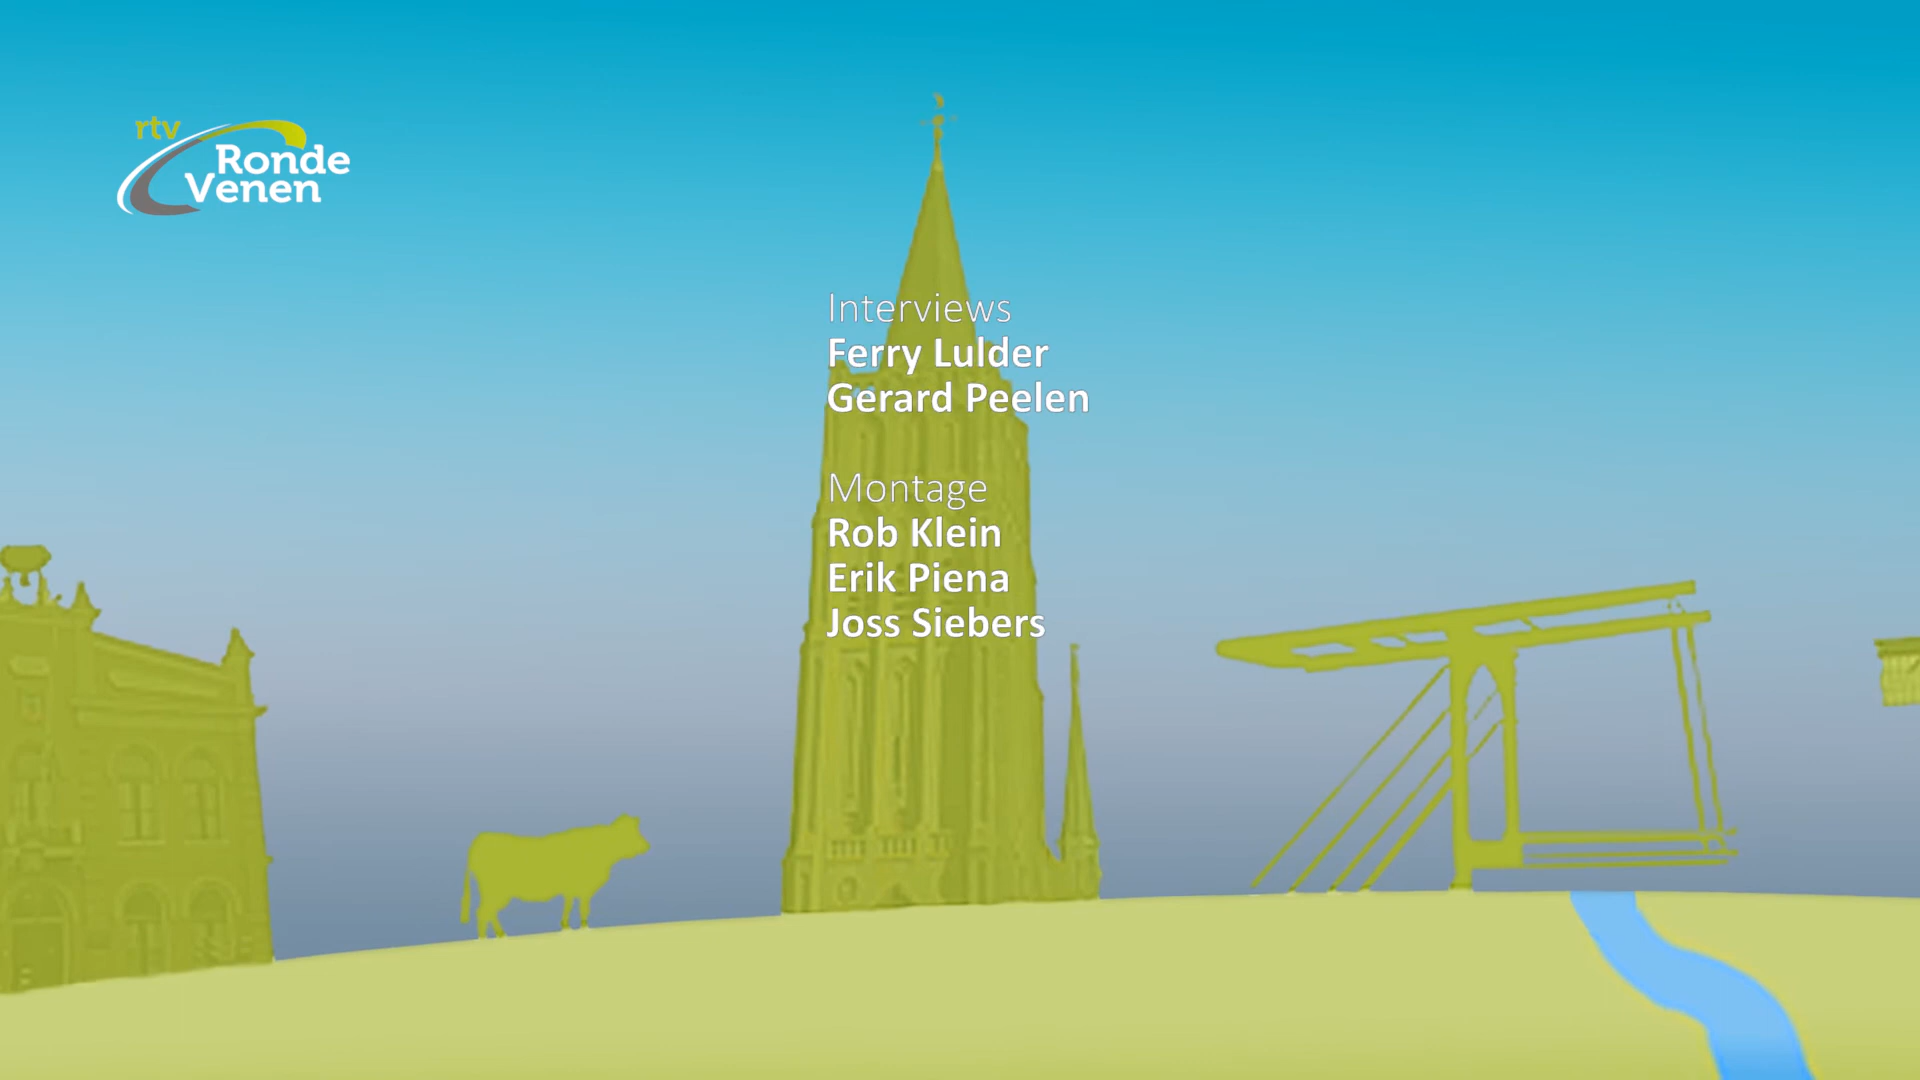 rtv
Ronde
Venen
Interviews
Ferry Lulder
Gerard Peelen
Montage
Rob Klein
Erik Piena
Joss Siebers